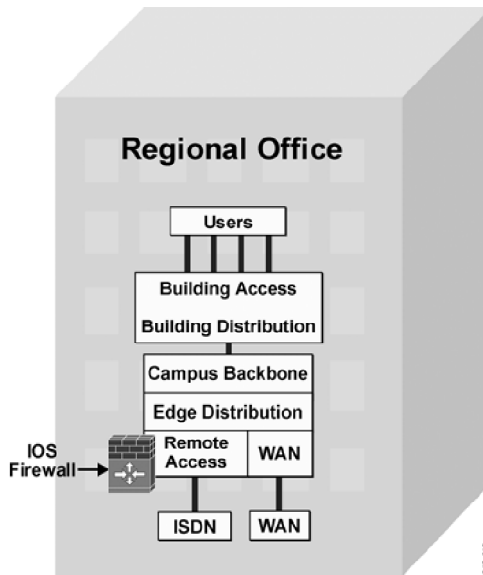 Regional Office
Users
Building Access
Building Distribution
Campus Backbone
Edge Distribution
IOS
Firewall
Remote
Access
WAN
ISDN
WAN